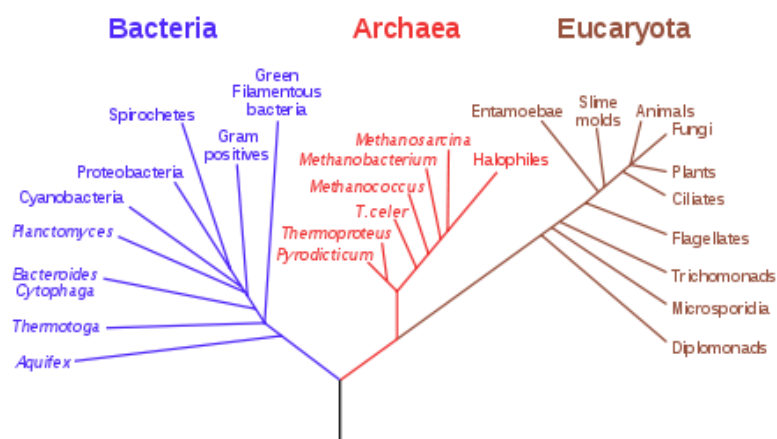 Bacteria
Archaea
Eucaryota
Green
Filamentous
bacteria
Spirochetes
Gram
positives
Proteobacteria
Cyanobacteria
Planctomyces
Bacteroides
Cytophaga
Thermotoga
Aquifex
Methanosarcina
Methanobacterium
Halophiles
Methanococcus
T.celer
Thermoproteus
Pyrodicticum
Entamoebae
Slime
molds
Animals
Fungi
Plants
Ciliates
Flagellates
Trichomonads
Microsporidia
Diplomonads